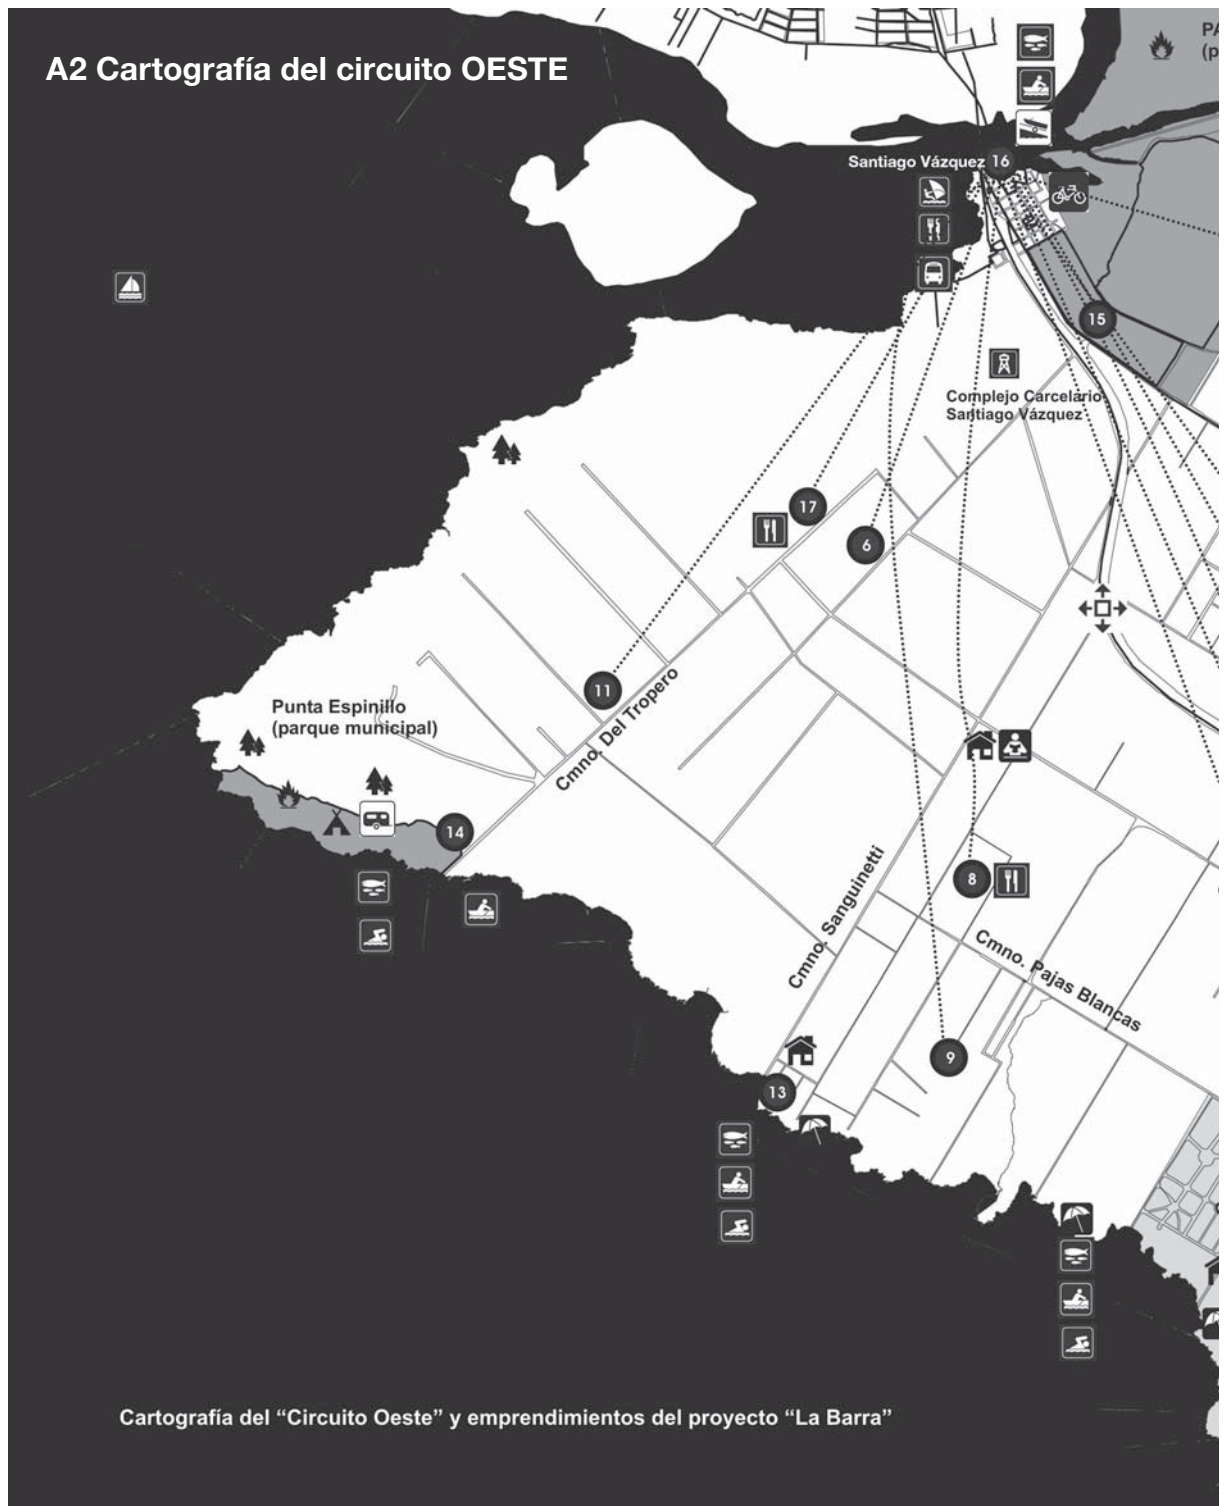 A2 Cartografía del circuito OESTE
PA
(p
Santiago Vázquez 16
15
Complejo Carcelario
Santiago Vázquez
17
6
11
Cmno. Del Tropero
Punta Espinillo
(parque municipal)
14
8
Cmno. Sanguinetti
Cmno. Pajas Blancas
9
13
Cartografía del “Circuito Oeste” y emprendimientos del proyecto “La Barra”